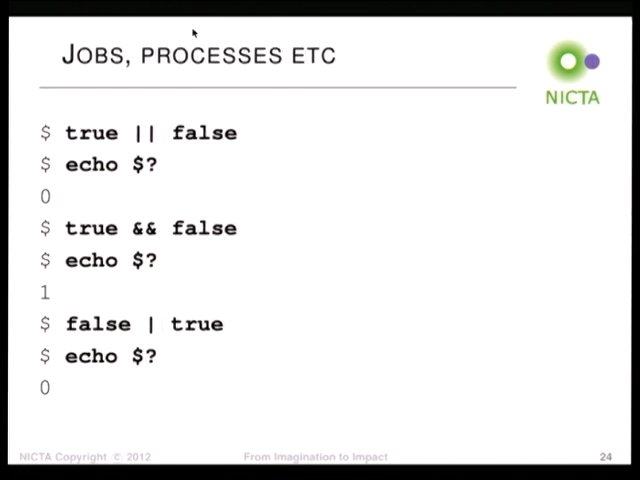 JOBS, PROCESSES ETC
NICTA
$ true || false
$ echo $?
0
$ true && false
$ echo $?
1
$ false | true
$ echo $?
0
NICTA Copyright © 2012
From Imagination to Impact
24